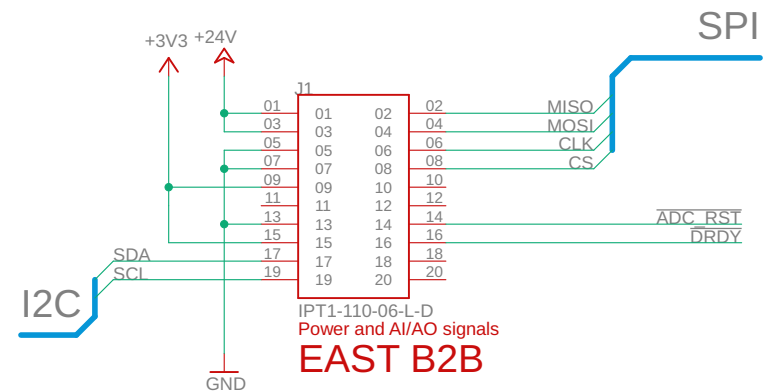 SPI
+3V3 +24V
J1
01 01 02 02 MISO
03 03 04 04 MOSI
05 05 06 06 CLK
07 07 08 08 CS
09 09 10 10
11 11 12 12
13 13 14 14 ADC_RST
15 15 16 16 DRDY
SDA 17 17 18 18
SCL 19 19 20 20
I2C
IPT1-110-06-L-D
Power and AI/AO signals
EAST B2B
GND